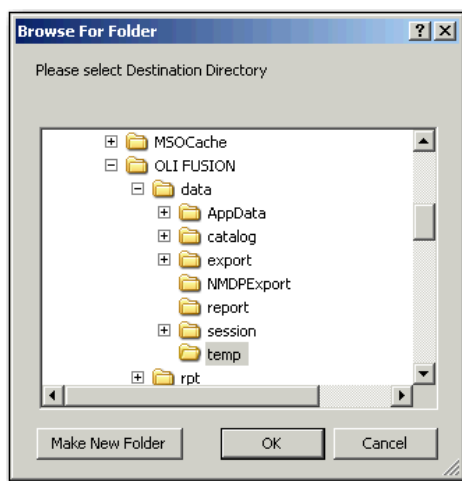 Browse For Folder
Please select Destination Directory
MSOCache
OLI FUSION
data
AppData
catalog
export
NMDPExport
report
session
temp
rpt
Make New Folder
OK
Cancel